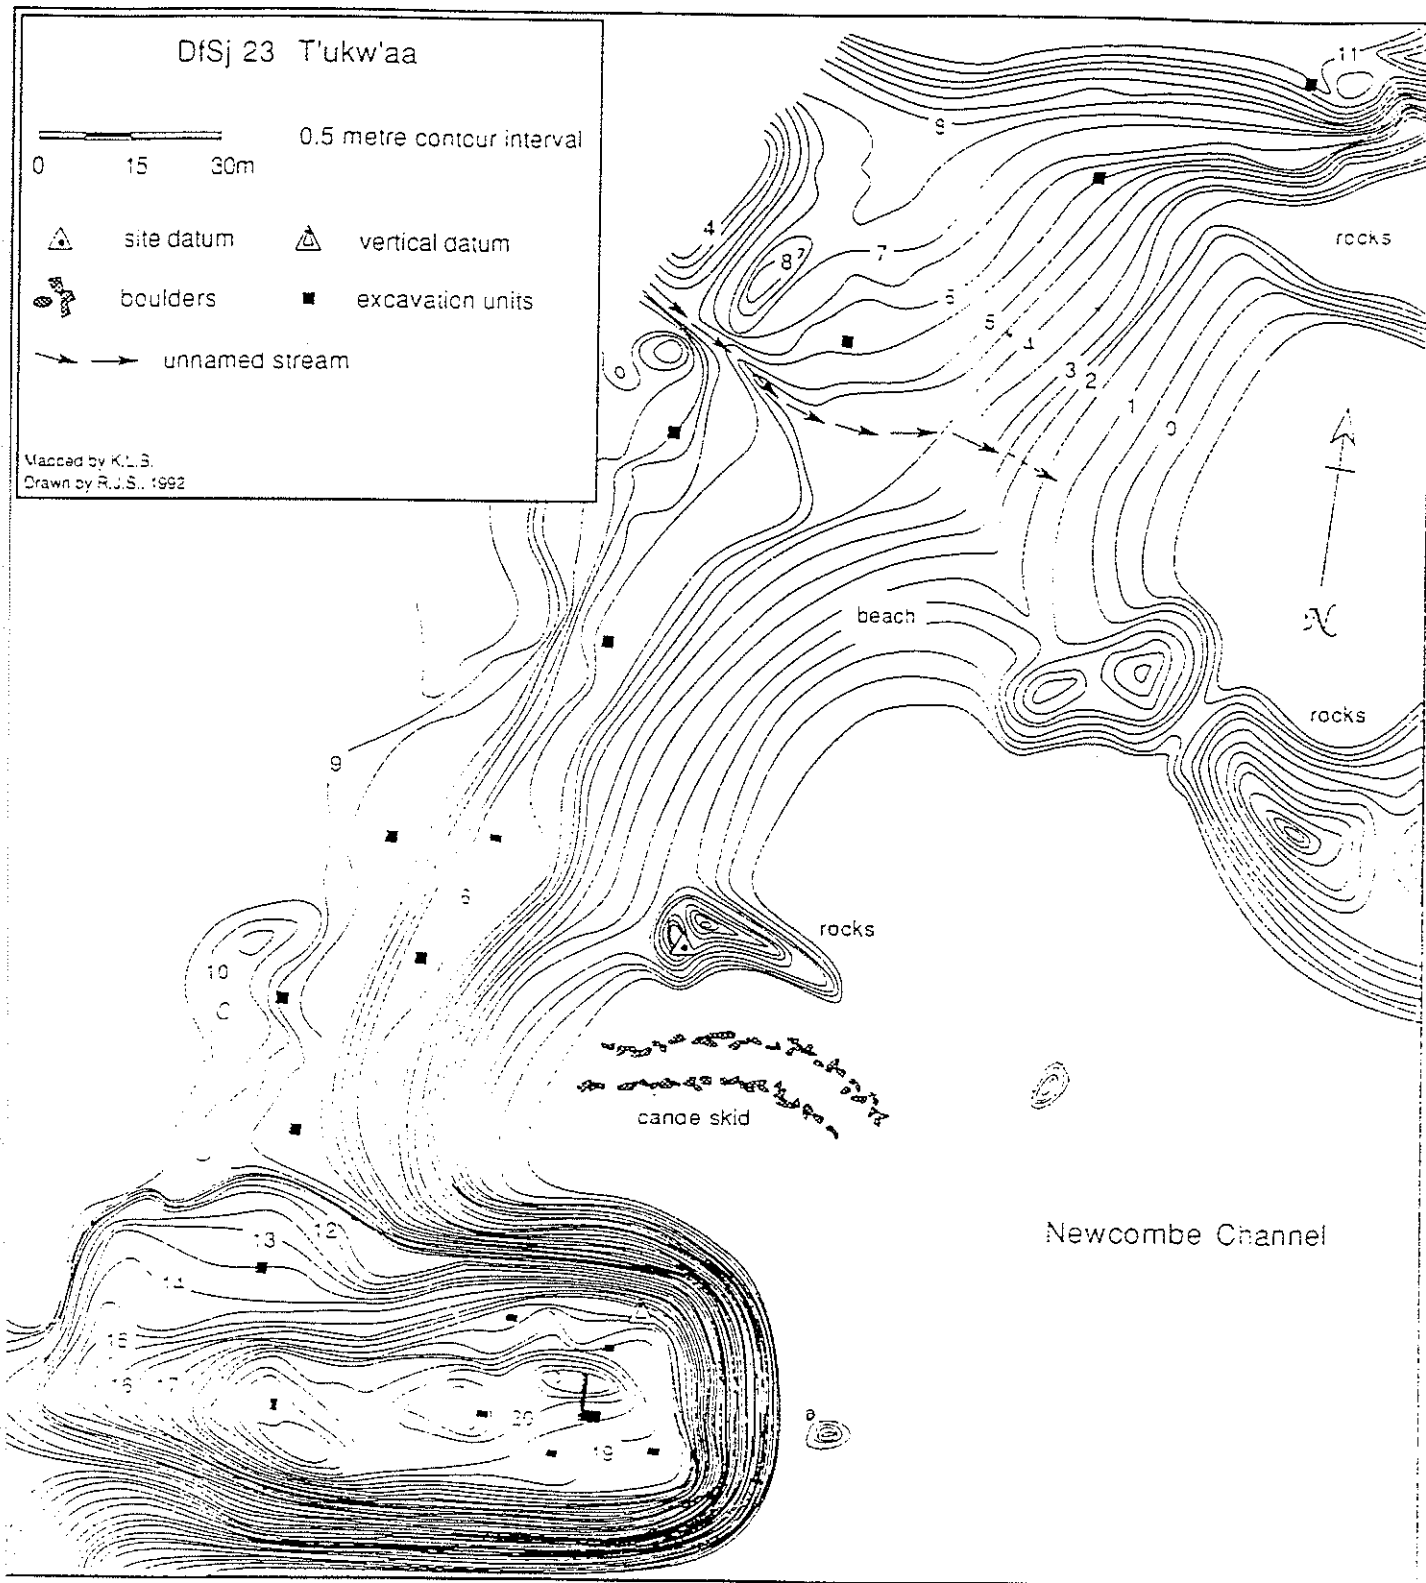 DfSj 23 T'ukw'aa
0.5 metre contour interval
0 15 30m
site datum
vertical datum
boulders
excavation units
unnamed stream
Mapped by K.L.S.
Drawn by R.J.S., 1992
11
9
4
8
7
rocks
6
5
4
3
2
1
0
N
beach
rocks
9
6
rocks
10
canoe skid
Newcombe Channel
12
13
14
15
16
17
20
19